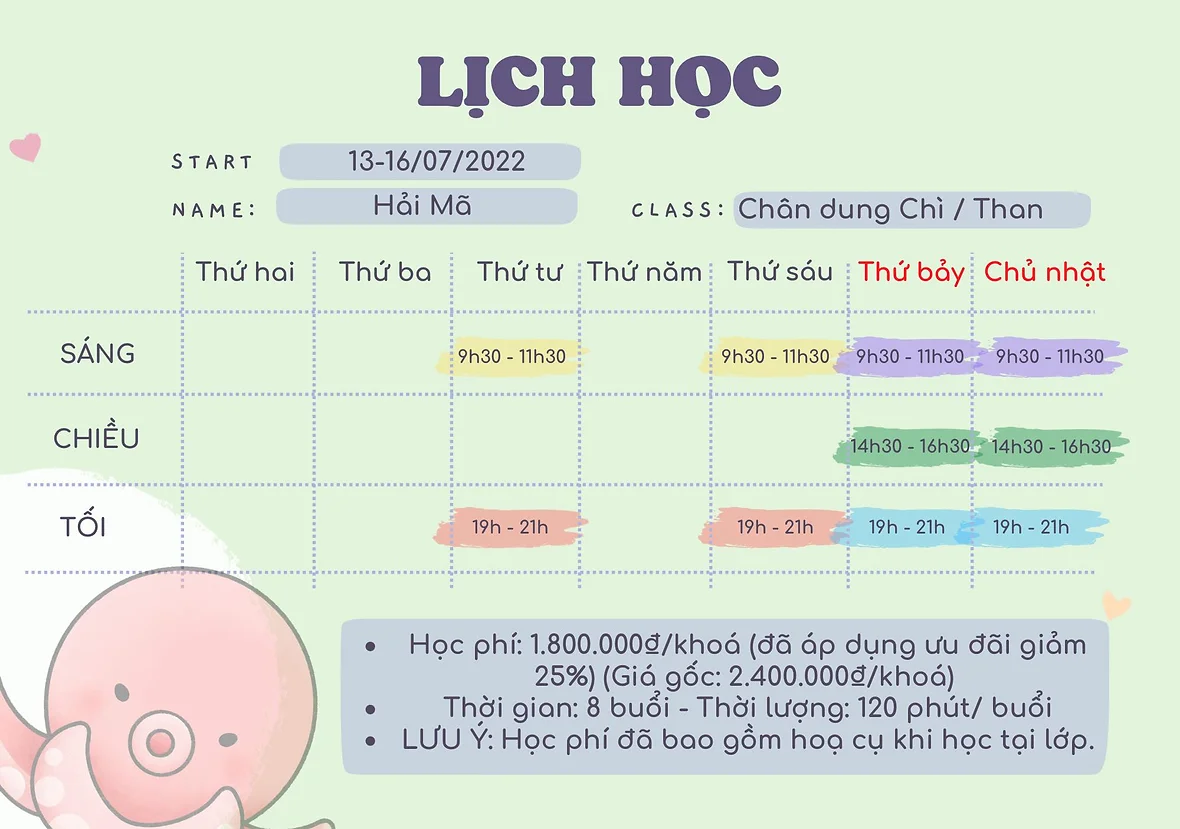 LỊCH HỌC
START 13-16/07/2022
NAME: Hải Mã CLASS: Chân dung Chì / Than
Thứ hai Thứ ba Thứ tư Thứ năm Thứ sáu Thứ bảy Chủ nhật
SÁNG 9h30 - 11h30 9h30 - 11h30 9h30 - 11h30 9h30 - 11h30
CHIỀU 14h30 - 16h30 14h30 - 16h30
TỐI 19h - 21h 19h - 21h 19h - 21h 19h - 21h
• Học phí: 1.800.000₫/khoá (đã áp dụng ưu đãi giảm
25%) (Giá gốc: 2.400.000₫/khoá)
• Thời gian: 8 buổi - Thời lượng: 120 phút/ buổi
• LƯU Ý: Học phí đã bao gồm hoạ cụ khi học tại lớp.